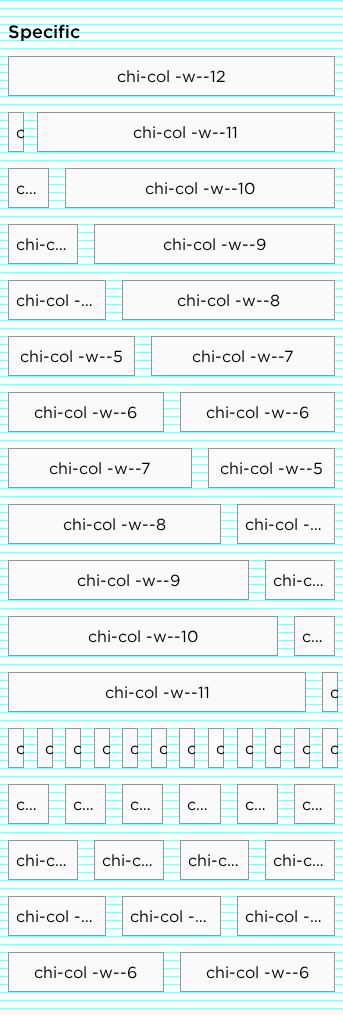 Specific
chi-col -w--12
c chi-col -w--11
c... chi-col -w--10
chi-c... chi-col -w--9
chi-col -... chi-col -w--8
chi-col -w--5 chi-col -w--7
chi-col -w--6 chi-col -w--6
chi-col -w--7 chi-col -w--5
chi-col -w--8 chi-col -...
chi-col -w--9 chi-c...
chi-col -w--10 c...
chi-col -w--11 c
c c c c c c c c c c c c
c... c... c... c... c... c...
chi-c... chi-c... chi-c... chi-c...
chi-col -... chi-col -... chi-col -...
chi-col -w--6 chi-col -w--6